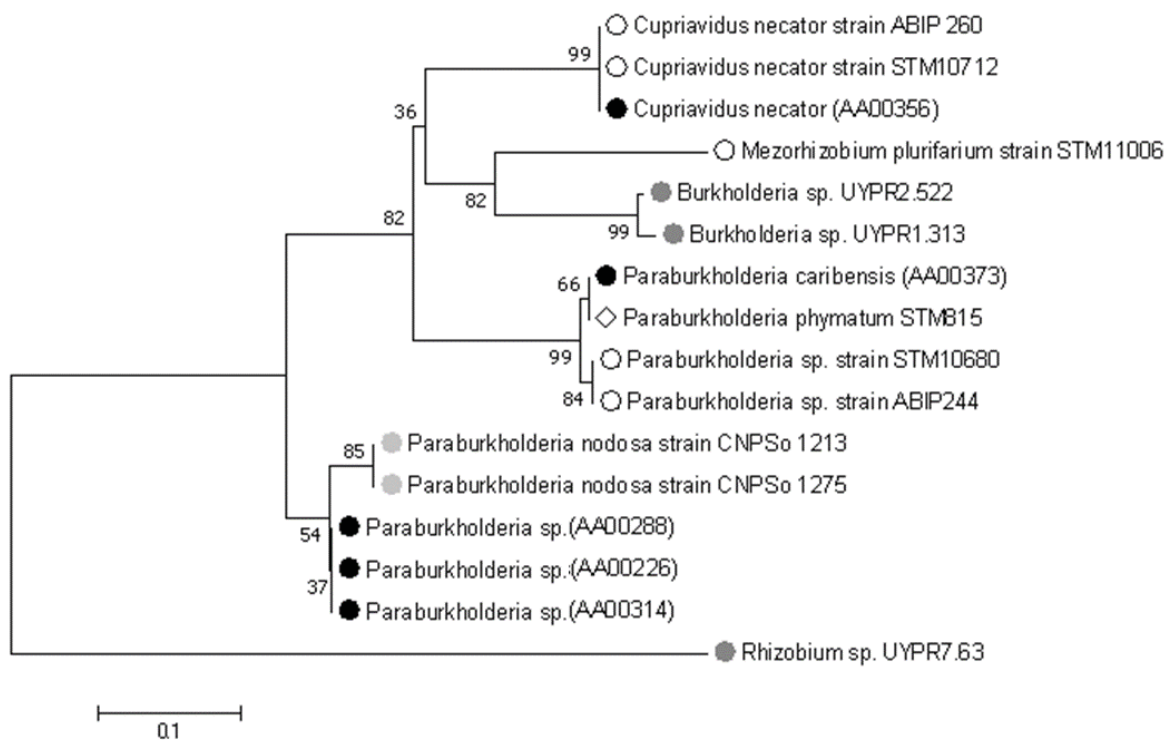 Cupriavidus necator strain ABIP 260
99
Cupriavidus necator strain STM10712
Cupriavidus necator (AA00356)
36
Mezorhizobium plurifarium strain STM11006
82
Burkholderia sp. UYPR2.522
82
99
Burkholderia sp. UYPR1.313
66
Paraburkholderia caribensis (AA00373)
Paraburkholderia phymatum STM815
99
Paraburkholderia sp. strain STM10680
84
Paraburkholderia sp. strain ABIP244
85
Paraburkholderia nodosa strain CNPSo 1213
Paraburkholderia nodosa strain CNPSo 1275
54
Paraburkholderia sp.(AA00288)
Paraburkholderia sp.(AA00226)
37
Paraburkholderia sp.(AA00314)
Rhizobium sp. UYPR7.63
0.1